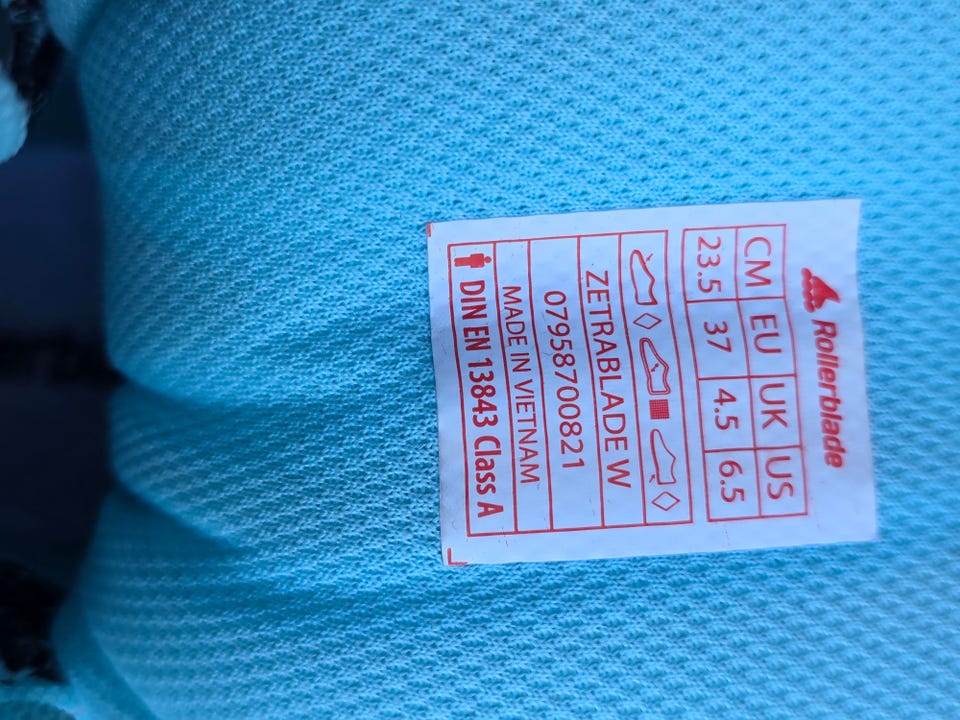 Rollerblade
CM EU UK US
23.5 37 4.5 6.5
ZETRABLADE W
07958700821
MADE IN VIETNAM
DIN EN 13843 Class A